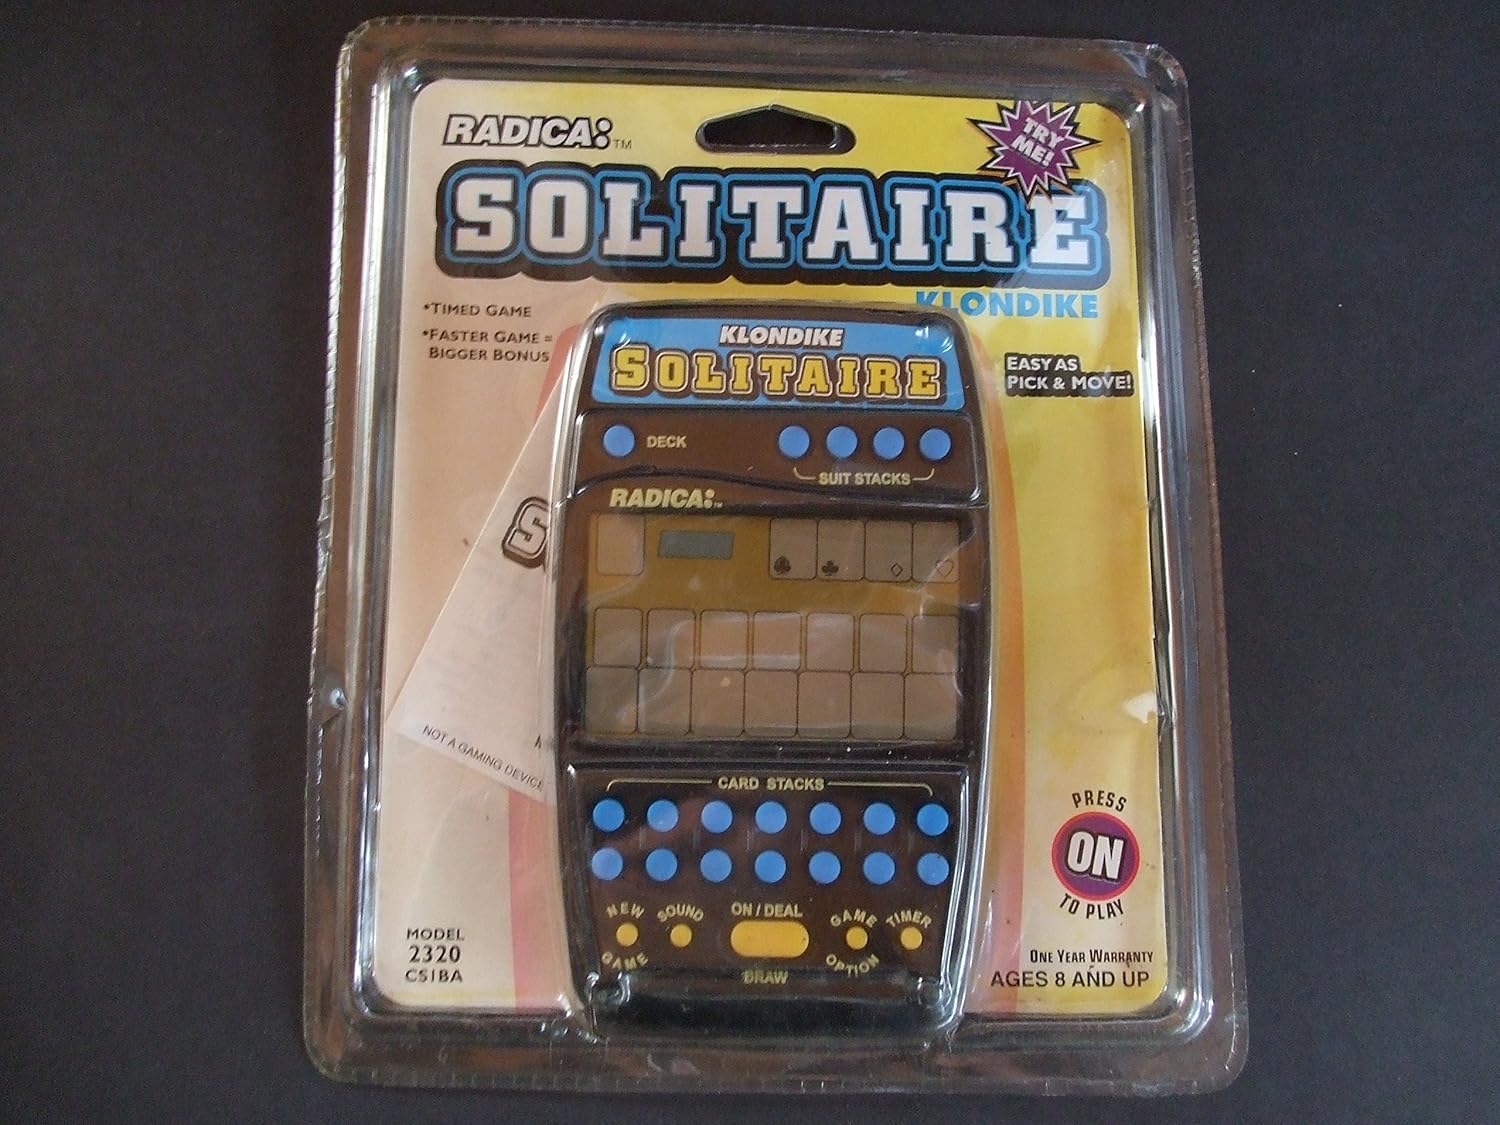 RADICA:™
TRY
ME!
SOLITAIRE
KLONDIKE
•TIMED GAME
•FASTER GAME =
BIGGER BONUS
EASY AS
PICK & MOVE!
KLONDIKE
SOLITAIRE
DECK
SUIT STACKS
RADICA:™
S
NOT A GAMING DEVICE
CARD STACKS
NEW
GAME
SOUND
ON / DEAL
DRAW
GAME
OPTION
TIMER
PRESS
ON
TO PLAY
MODEL
2320
CS1BA
ONE YEAR WARRANTY
AGES 8 AND UP